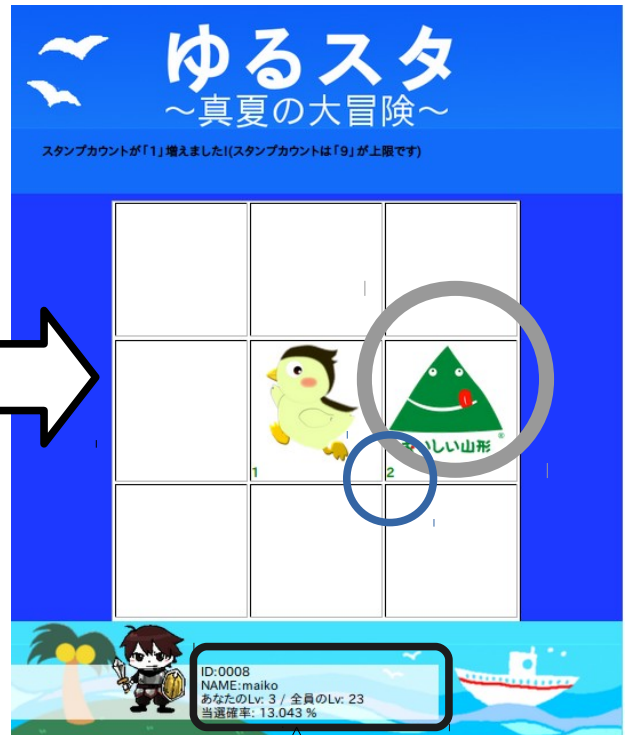 ゆるスタ
～真夏の大冒険～
スタンプカウントが「1」増えました!(スタンプカウントは「9」が上限です)
いしい山形
1
2
ID:0008
NAME:maiko
あなたのLv: 3 / 全員のLv: 23
当選確率: 13.043 %